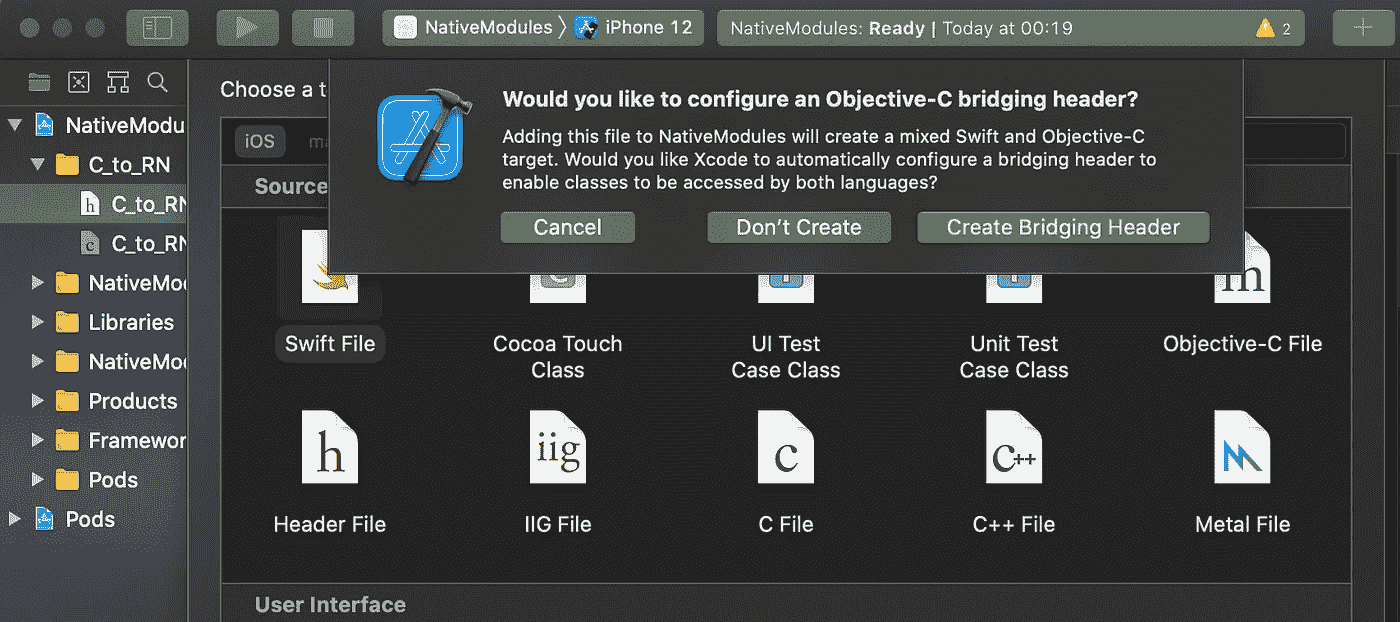 NativeModules
iPhone 12
NativeModules: Ready | Today at 00:19
2
Choose a t
iOS
Source
Would you like to configure an Objective-C bridging header?
Adding this file to NativeModules will create a mixed Swift and Objective-C
target. Would you like Xcode to automatically configure a bridging header to
enable classes to be accessed by both languages?
Cancel
Don't Create
Create Bridging Header
NativeModu
C_to_RN
h C_to_RN
c C_to_RN
NativeMod
Libraries
NativeMod
Products
Framewor
Pods
Pods
m
Swift File
Cocoa Touch
Class
UI Test
Case Class
Unit Test
Case Class
Objective-C File
h
iig
c
c++
Header File
IIG File
C File
C++ File
Metal File
User Interface